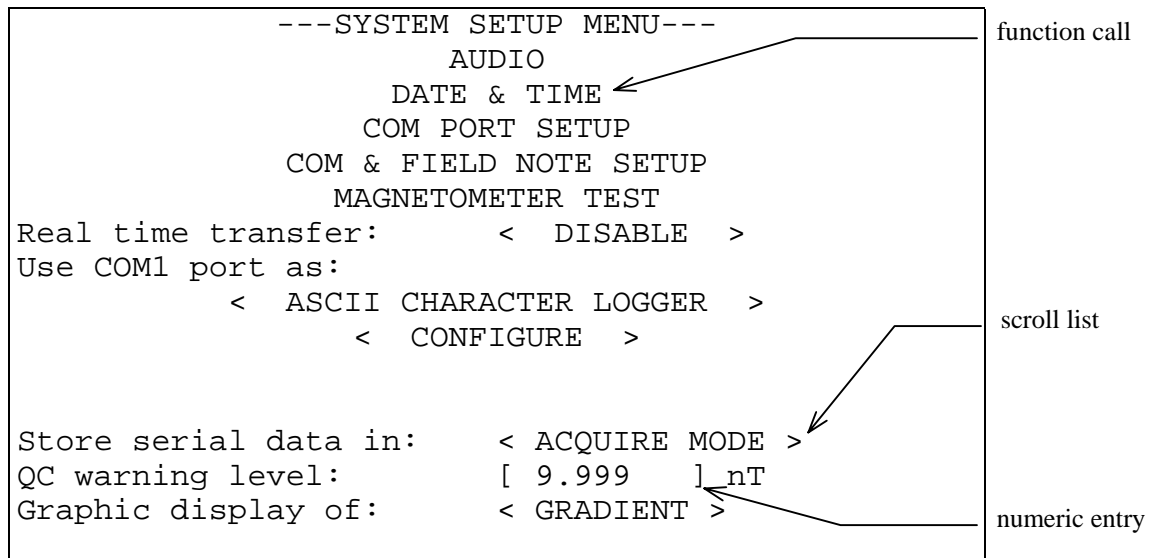 ---SYSTEM SETUP MENU---
function call
AUDIO
DATE & TIME
COM PORT SETUP
COM & FIELD NOTE SETUP
MAGNETOMETER TEST
Real time transfer: < DISABLE >
Use COM1 port as:
< ASCII CHARACTER LOGGER >
scroll list
< CONFIGURE >
Store serial data in: < ACQUIRE MODE >
QC warning level: [ 9.999 ] nT
Graphic display of: < GRADIENT >
numeric entry